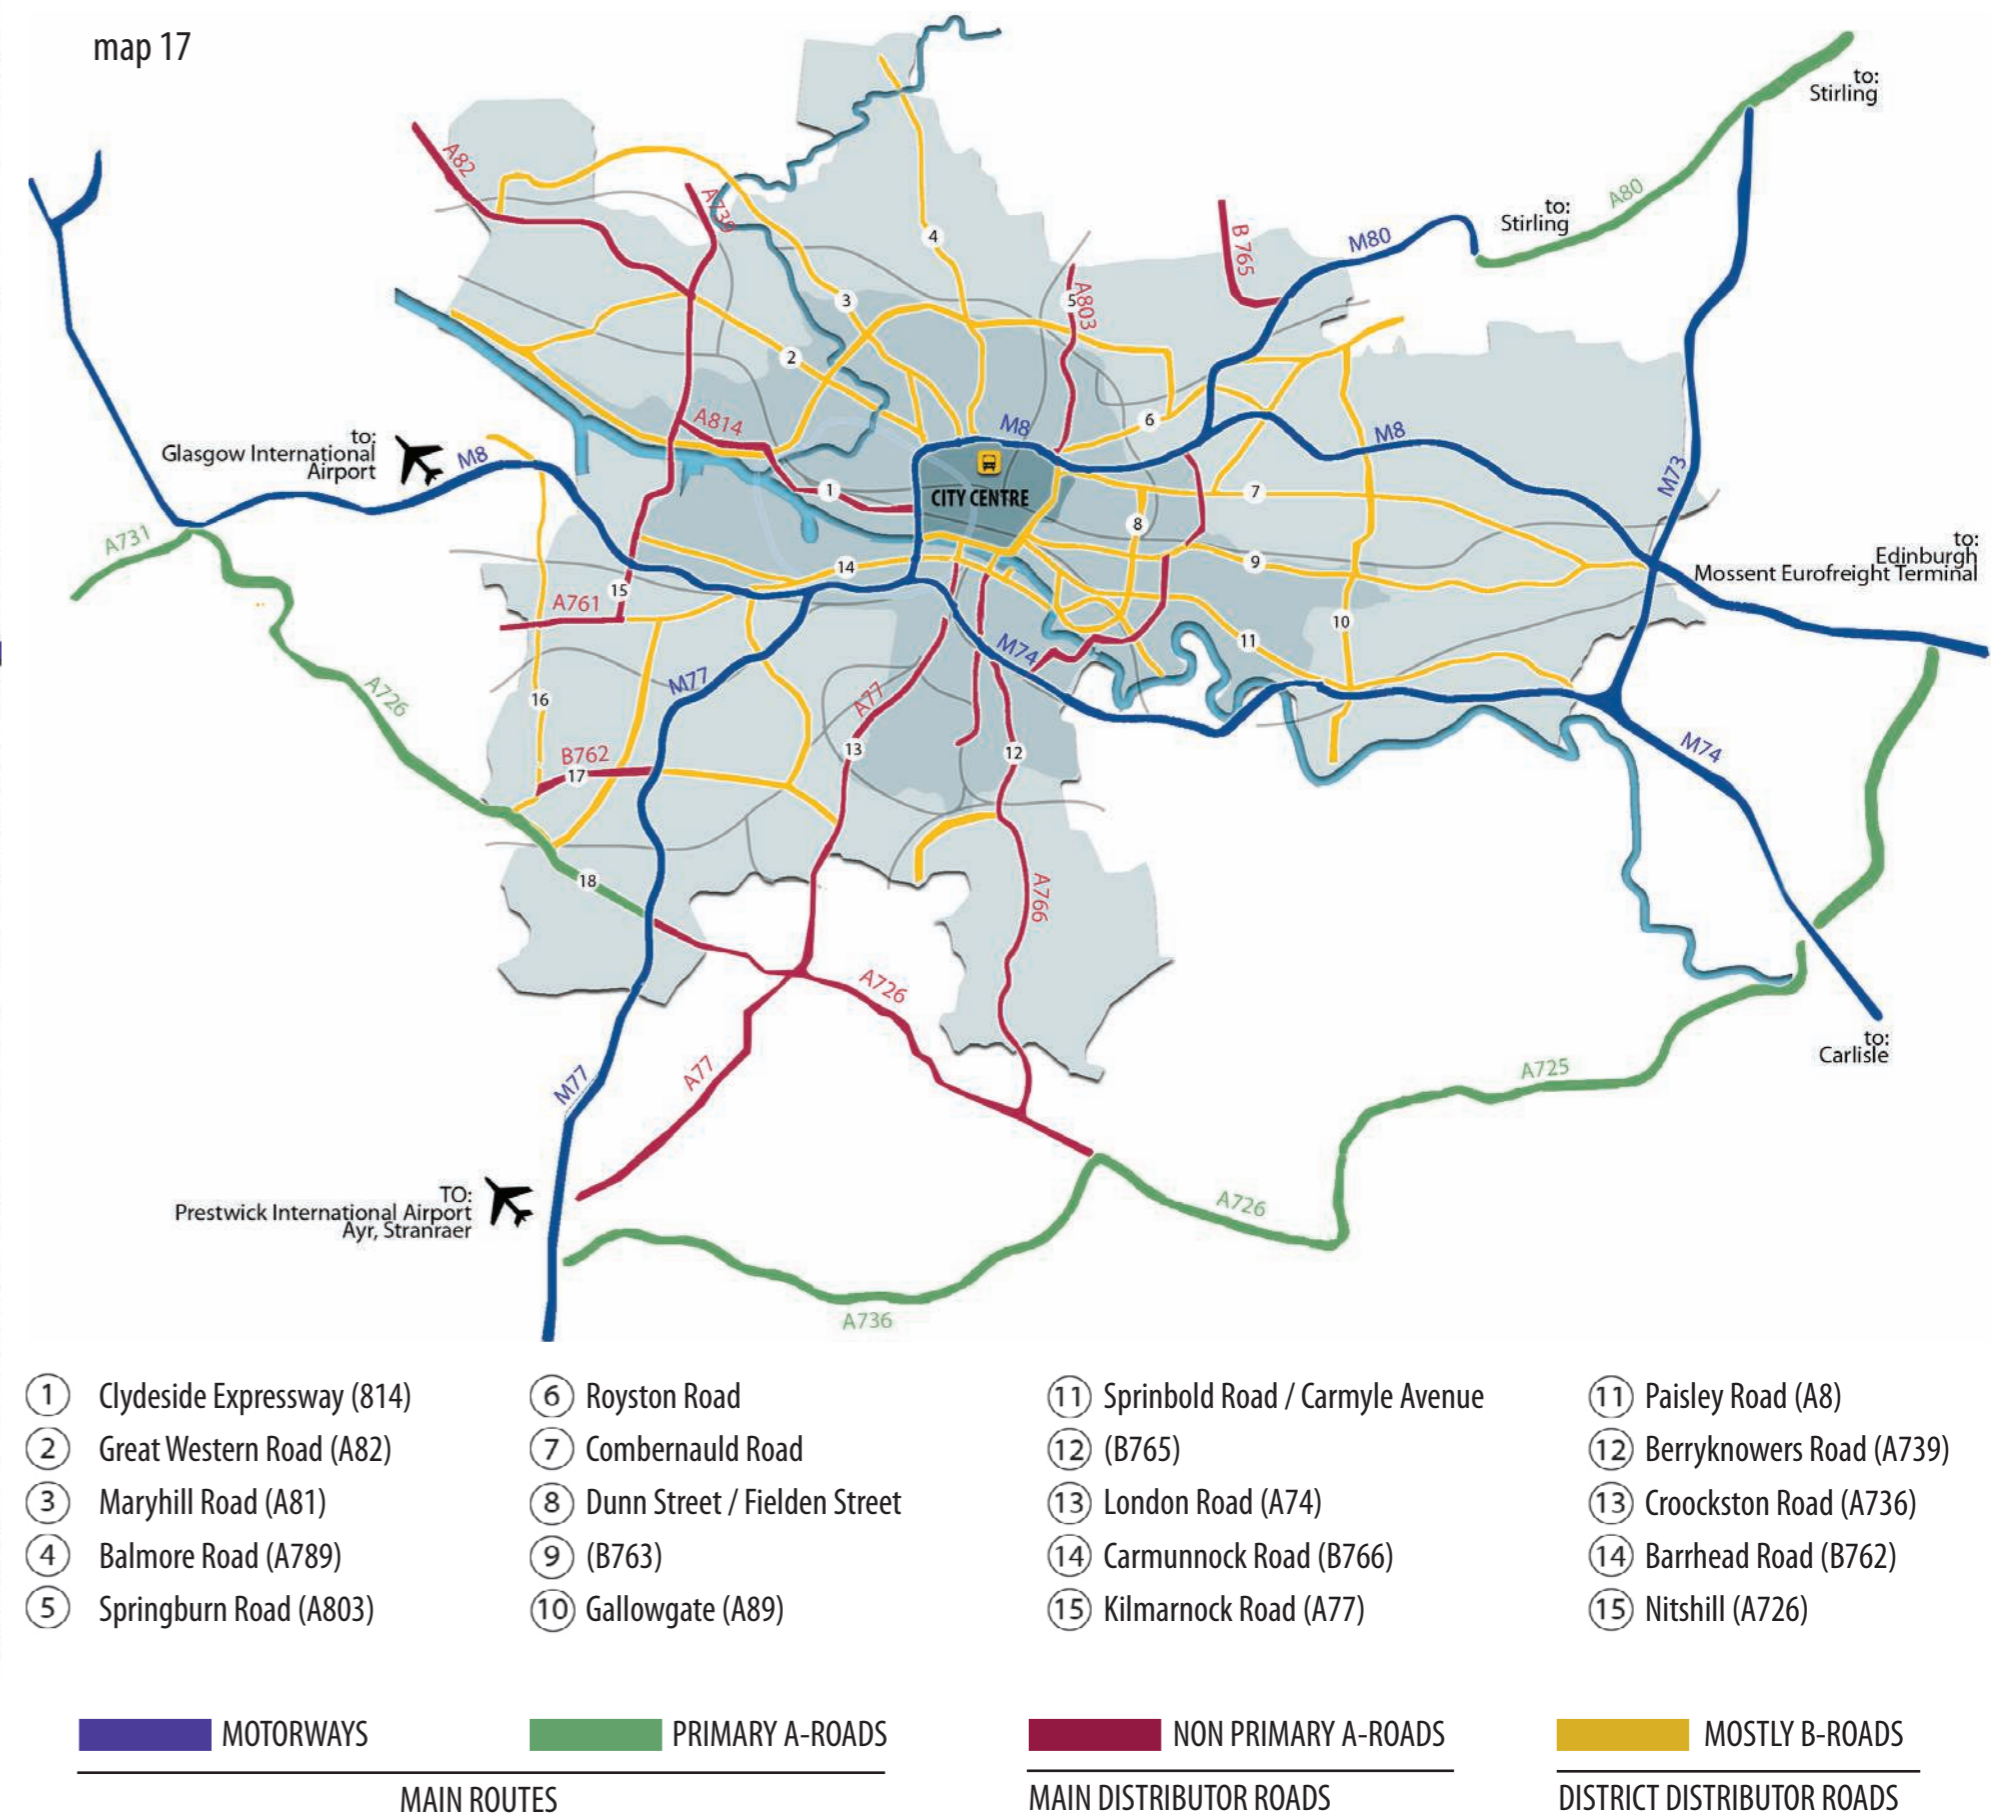 map 17
to:
Stirling
A82
A739
4
B 765
M80
to:
Stirling
A80
3
5
A803
2
A814
M8
6
M8
to:
Glasgow International
Airport
M8
1
CITY CENTRE
7
8
M73
A731
14
9
to:
Edinburgh
Mossent Eurofreight Terminal
15
A761
10
11
M74
A726
16
M77
A77
13
12
M74
B762
17
18
A766
A726
to:
Carlisle
A77
M77
A725
TO:
Prestwick International Airport
Ayr, Stranraer
A726
A736
1 Clydeside Expressway (814)
2 Great Western Road (A82)
3 Maryhill Road (A81)
4 Balmore Road (A789)
5 Springburn Road (A803)
6 Royston Road
7 Combernauld Road
8 Dunn Street / Fielden Street
9 (B763)
10 Gallowgate (A89)
11 Sprinbold Road / Carmyle Avenue
12 (B765)
13 London Road (A74)
14 Carmunnock Road (B766)
15 Kilmarnock Road (A77)
11 Paisley Road (A8)
12 Berryknowers Road (A739)
13 Croockston Road (A736)
14 Barrhead Road (B762)
15 Nitshill (A726)
MOTORWAYS
PRIMARY A-ROADS
NON PRIMARY A-ROADS
MOSTLY B-ROADS
MAIN ROUTES
MAIN DISTRIBUTOR ROADS
DISTRICT DISTRIBUTOR ROADS